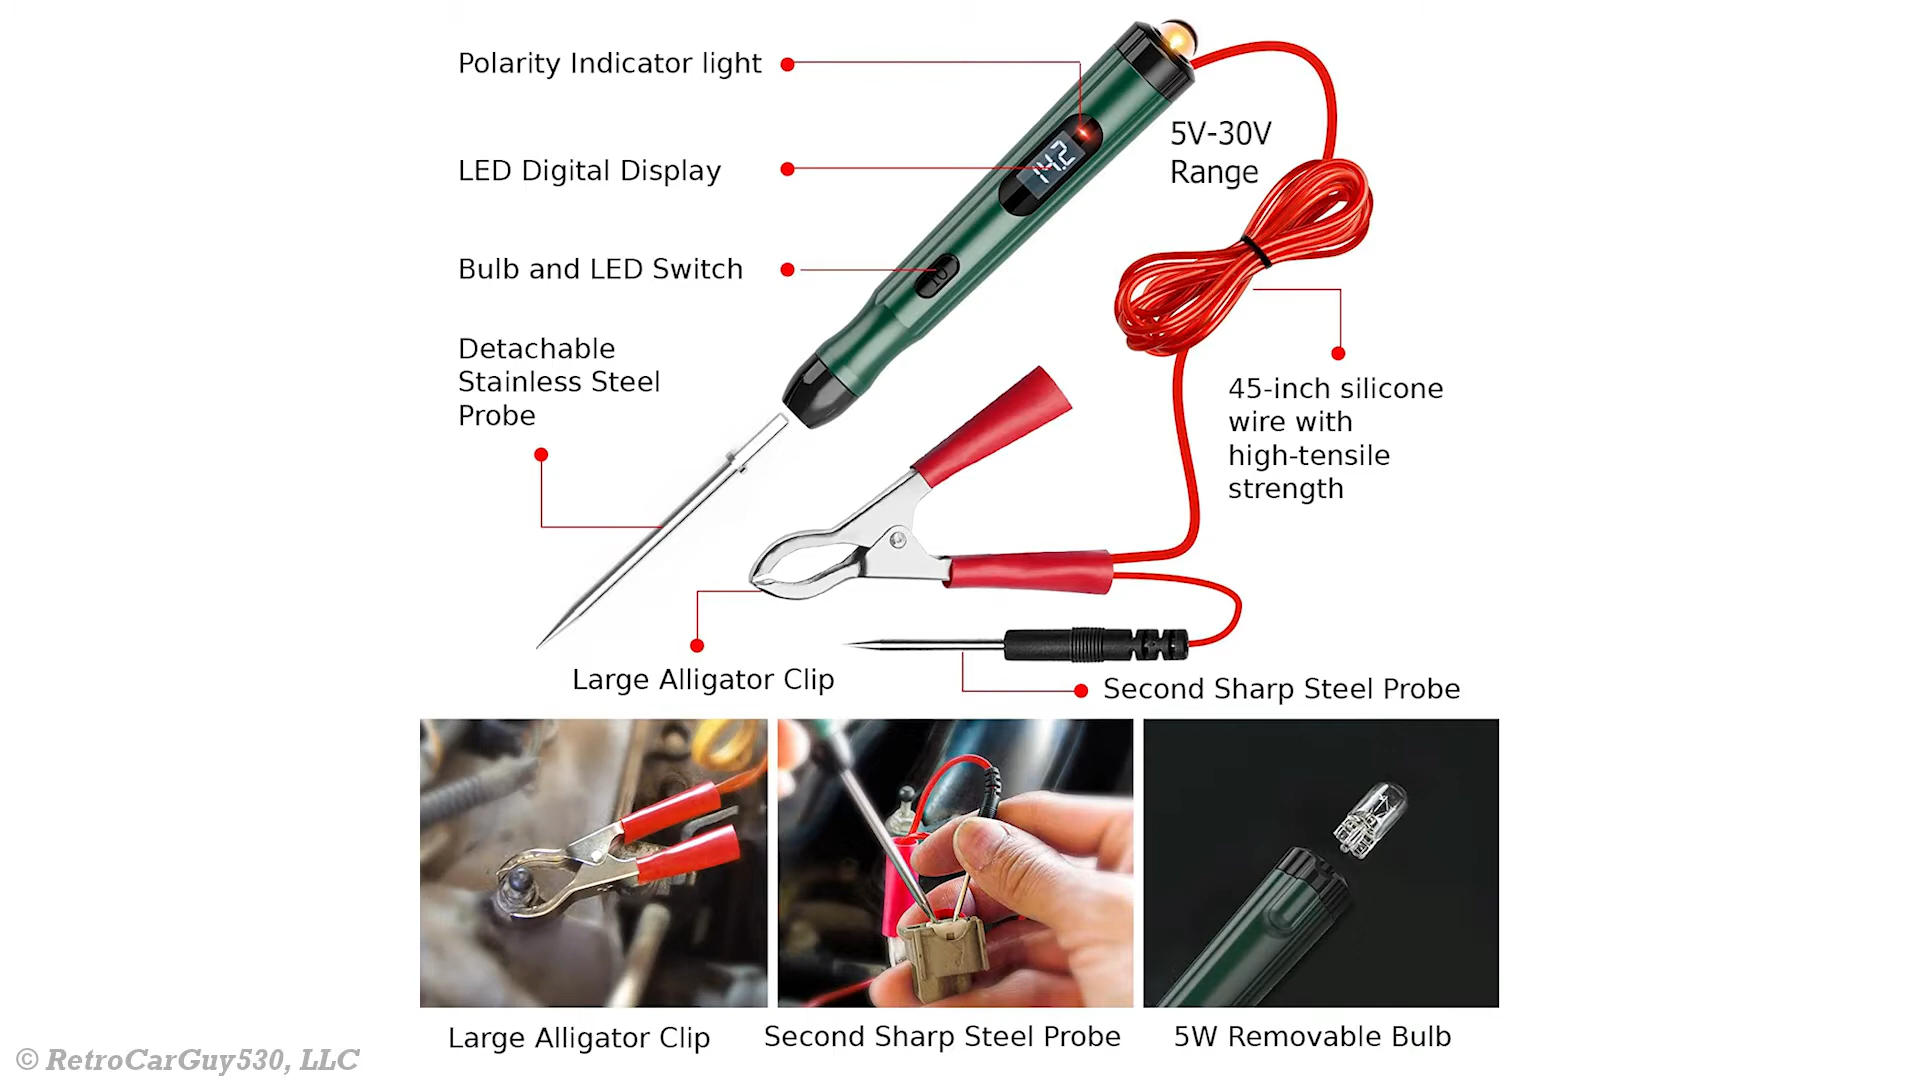 Polarity Indicator light
LED Digital Display
Bulb and LED Switch
Detachable
Stainless Steel
Probe
14.2
5V-30V
Range
45-inch silicone
wire with
high-tensile
strength
Large Alligator Clip
Second Sharp Steel Probe
Large Alligator Clip
Second Sharp Steel Probe
5W Removable Bulb
© RetroCarGuy530, LLC